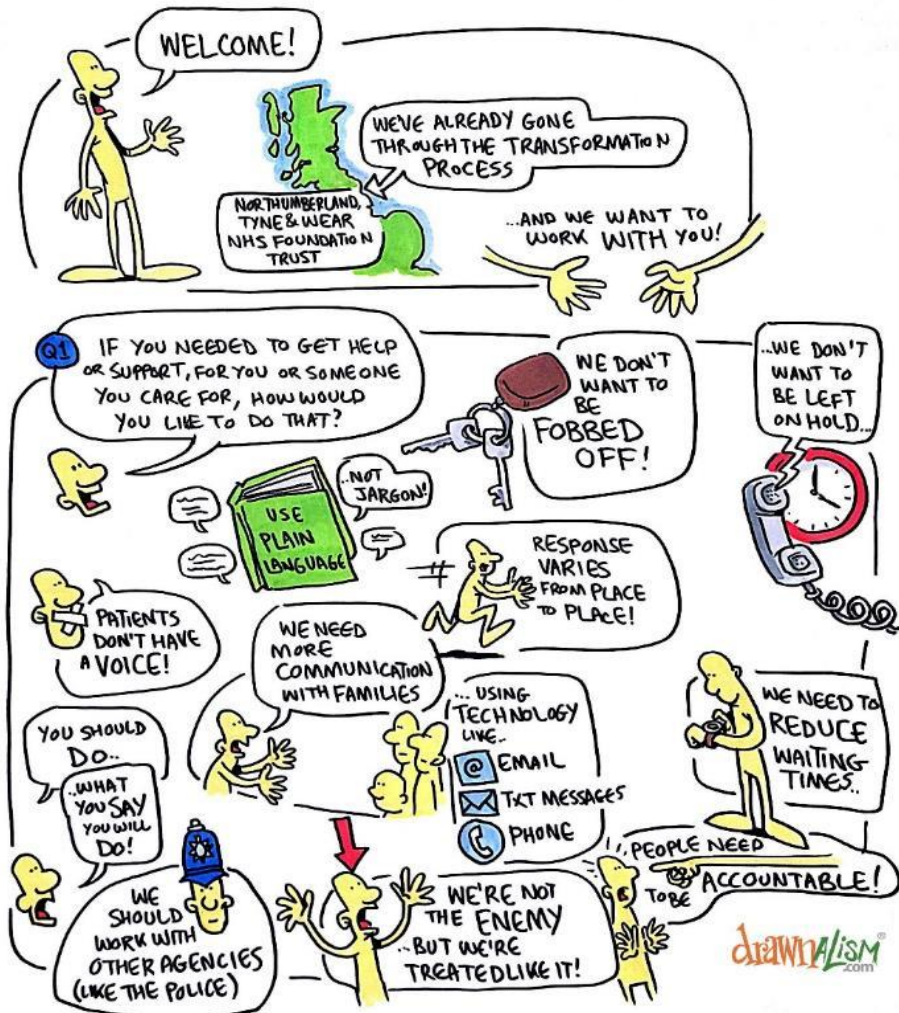 WELCOME!
WE'VE ALREADY GONE
THROUGH THE TRANSFORMATION
PROCESS
NORTHUMBERLAND,
TYNE & WEAR
NHS FOUNDATION
TRUST
...AND WE WANT TO
WORK WITH YOU!
Q1
IF YOU NEEDED TO GET HELP
OR SUPPORT, FOR YOU OR SOMEONE
YOU CARE FOR, HOW WOULD
YOU LIKE TO DO THAT?
WE DON'T
WANT TO
BE
FOBBED
OFF!
...WE DON'T
WANT TO
BE LEFT
ON HOLD...
USE
PLAIN
LANGUAGE
...NOT
JARGON!
RESPONSE
VARIES
FROM PLACE
TO PLACE!
PATIENTS
DON'T HAVE
A VOICE!
WE NEED
MORE
COMMUNICATION
WITH FAMILIES
... USING
TECHNOLOGY
LIKE..
@ EMAIL
TXT MESSAGES
PHONE
WE NEED TO
REDUCE
WAITING
TIMES..
YOU SHOULD
DO..
..WHAT
YOU SAY
YOU WILL
DO!
WE
SHOULD
WORK WITH
OTHER AGENCIES
(LIKE THE POLICE)
WE'RE NOT
THE ENEMY
...BUT WE'RE
TREATED LIKE IT!
PEOPLE NEED
TO BE
ACCOUNTABLE!
drawnALISM®
.com